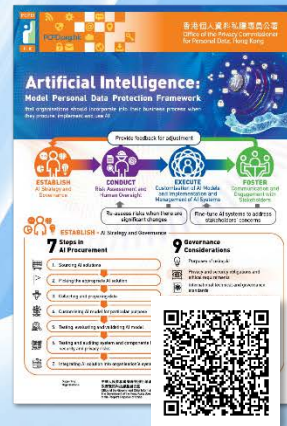 PCPD
PCPD.org.hk
香港個人資料私隱專員公署
Office of the Privacy Commissioner
for Personal Data, Hong Kong
Artificial Intelligence:
Model Personal Data Protection Framework
that organisations should incorporate into their business process when
they procure, implement and use AI
Provide feedback for adjustment
ESTABLISH
AI Strategy and
Governance
CONDUCT
Risk Assessment and
Human Oversight
EXECUTE
Customisation of AI Models
and Implementation and
Management of AI Systems
FOSTER
Communication and
Engagement with
Stakeholders
Re-assess risks when there are
significant changes
Fine-tune AI systems to address
stakeholders' concerns
ESTABLISH - AI Strategy and Governance
7 Steps in
AI Procurement
1. Sourcing AI solutions
2. Picking the appropriate AI solution
3. Collecting and preparing data
4. Customising AI model for particular purpose
5. Testing, evaluating and validating AI model
6. Testing and auditing system and components for
security and privacy risks
7. Integrating AI solution into organisation's system
9 Governance
Considerations
Purposes of using AI
Privacy and security obligations and
ethical requirements
International technical and governance
standards